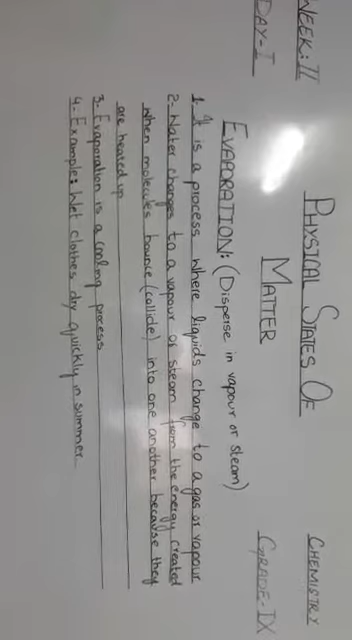 WEEK: II
CHEMISTRY
DAY-I
GRADE-IX
PHYSICAL STATES OF
MATTER
EVAPORATION: (Disperse in vapour or steam)
1- It is a process where liquids change to a gas or vapour
2- Water changes to a vapour or steam from the energy created
when molecules bounce (collide) into one another because they
are heated up
3- Evaporation is a cooling process
4- Example: Wet clothes dry quickly in summer